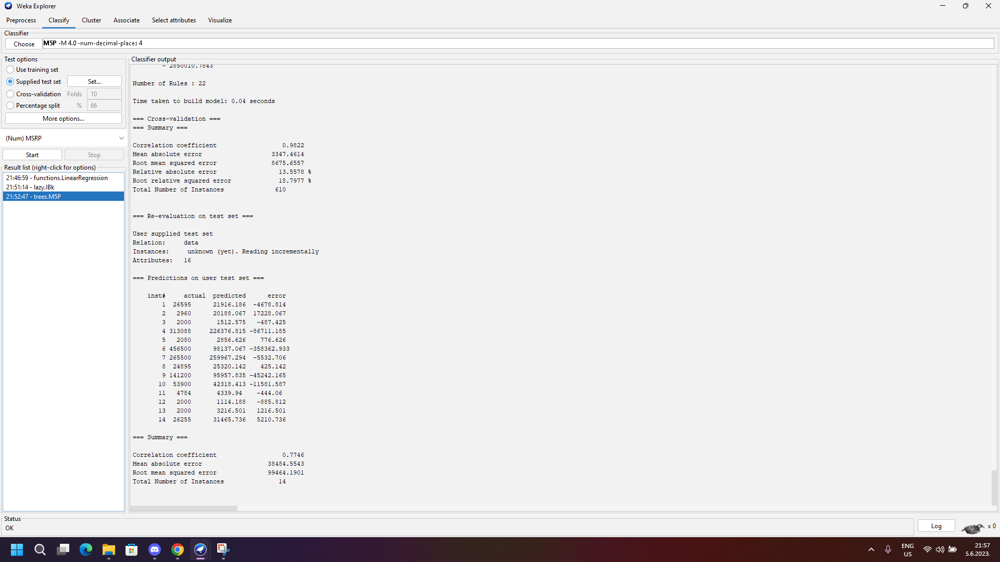 Weka Explorer
Preprocess Classify Cluster Associate Select attributes Visualize
Classifier
Choose M5P -M 4.0 -num-decimal-places 4
Test options
Use training set
Supplied test set Set...
Cross-validation Folds 10
Percentage split % 66
More options...
(Num) MSRP
Start Stop
Result list (right-click for options)
21:46:59 - functions.LinearRegression
21:51:14 - lazy.IBk
21:52:47 - trees.M5P
Classifier output
- 2850010.7843
Number of Rules : 22
Time taken to build model: 0.04 seconds
=== Cross-validation ===
=== Summary ===
Correlation coefficient 0.9822
Mean absolute error 3347.4614
Root mean squared error 8675.6557
Relative absolute error 13.5578 %
Root relative squared error 18.7977 %
Total Number of Instances 610
=== Re-evaluation on test set ===
User supplied test set
Relation: data
Instances: unknown (yet). Reading incrementally
Attributes: 16
=== Predictions on user test set ===
inst# actual predicted error
1 26595 21916.186 -4678.814
2 2960 20188.067 17228.067
3 2000 1512.575 -487.425
4 313088 226376.815 -86711.185
5 2080 2856.626 776.626
6 456500 98137.067 -358362.933
7 265500 259967.294 -5532.706
8 24895 25320.142 425.142
9 141200 95957.835 -45242.165
10 53900 42318.413 -11581.587
11 4784 4339.94 -444.06
12 2000 1114.188 -885.812
13 2000 3216.501 1216.501
14 26255 31465.736 5210.736
=== Summary ===
Correlation coefficient 0.7746
Mean absolute error 38484.5543
Root mean squared error 99464.1901
Total Number of Instances 14
Status
OK
Log x 0
ENG
US
21:57
5.6.2023.